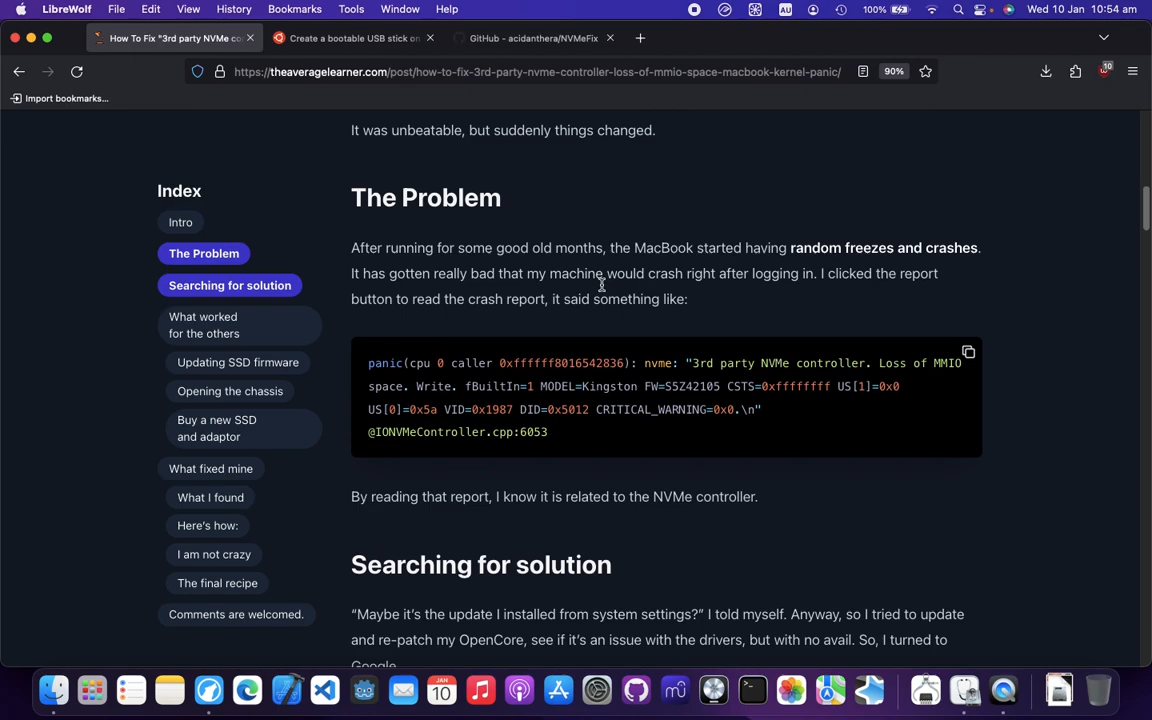 LibreWolf File Edit View History Bookmarks Tools Window Help AU 100% Wed 10 Jan 10:54 am
How To Fix "3rd party NVMe co Create a bootable USB stick on GitHub - acidanthera/NVMeFix
https://theaveragelearner.com/post/how-to-fix-3rd-party-nvme-controller-loss-of-mmio-space-macbook-kernel-panic/ 90% 10
Import bookmarks...
It was unbeatable, but suddenly things changed.
Index
Intro
The Problem
Searching for solution
What worked
for the others
Updating SSD firmware
Opening the chassis
Buy a new SSD
and adaptor
What fixed mine
What I found
Here's how:
I am not crazy
The final recipe
Comments are welcomed.
The Problem
After running for some good old months, the MacBook started having random freezes and crashes.
It has gotten really bad that my machine would crash right after logging in. I clicked the report
button to read the crash report, it said something like:
panic(cpu 0 caller 0xffffff8016542836): nvme: "3rd party NVMe controller. Loss of MMIO
space. Write. fBuiltIn=1 MODEL=Kingston FW=S5Z42105 CSTS=0xffffffff US[1]=0x0
US[0]=0x5a VID=0x1987 DID=0x5012 CRITICAL_WARNING=0x0.\n"
@IONVMeController.cpp:6053
By reading that report, I know it is related to the NVMe controller.
Searching for solution
“Maybe it's the update I installed from system settings?” I told myself. Anyway, so I tried to update
and re-patch my OpenCore, see if it's an issue with the drivers, but with no avail. So, I turned to
Google
JAN
10